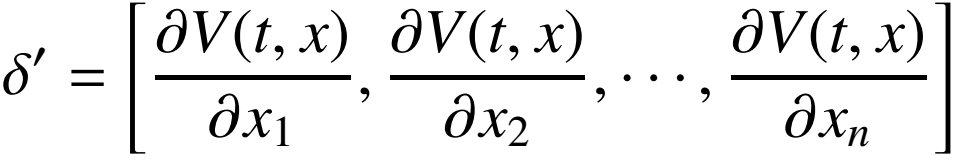 δ′ = [∂V(t, x)/∂x₁, ∂V(t, x)/∂x₂, ⋯, ∂V(t, x)/∂xₙ]